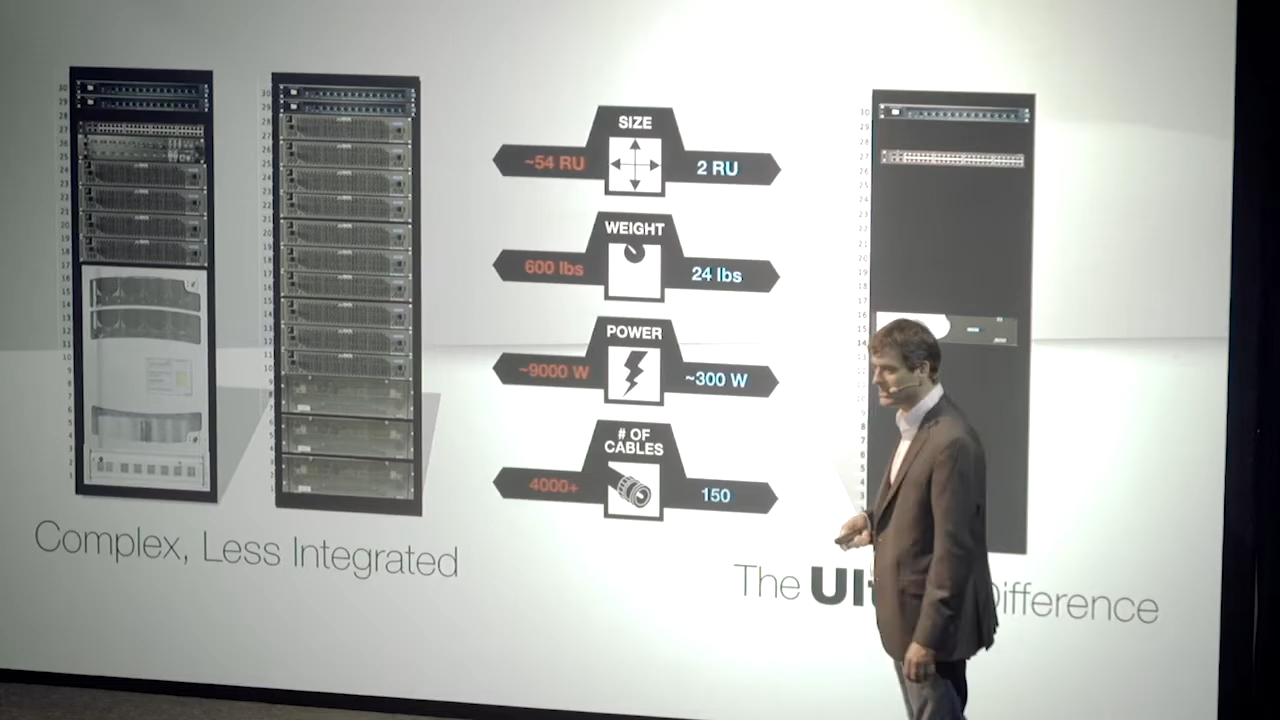 SIZE
~54 RU
2 RU
WEIGHT
600 lbs
24 lbs
POWER
~9000 W
~300 W
# OF
CABLES
4000+
150
Complex, Less Integrated
The Ul
Difference